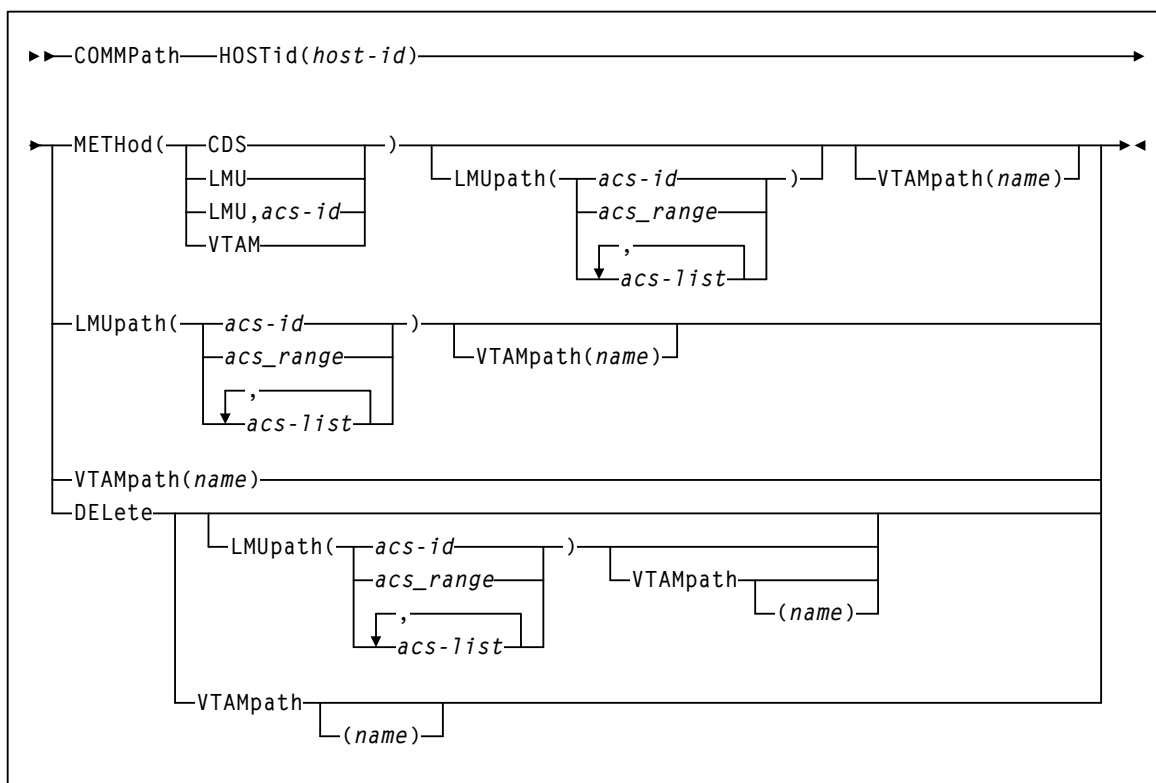 COMMPath HOSTid(host-id)
METHod( CDS ) 
LMU LMUpath( acs-id ) VTAMpath(name)
LMU,acs-id acs_range
VTAM ,
acs-list
LMUpath( acs-id )
acs_range VTAMpath(name)
,
acs-list
VTAMpath(name)
DELete
LMUpath( acs-id )
acs_range VTAMpath
, (name)
acs-list
VTAMpath
(name)